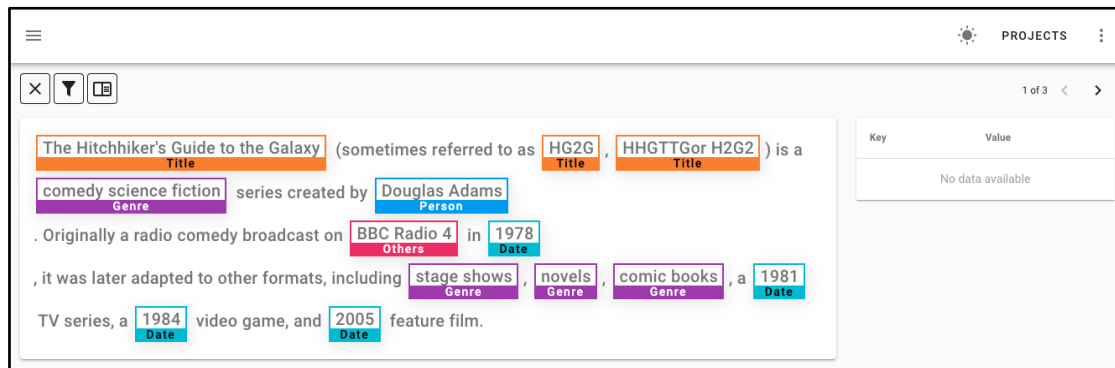 PROJECTS
1 of 3
The Hitchhiker's Guide to the Galaxy (sometimes referred to as HG2G , HHGTTGor H2G2 ) is a
Title Title Title
comedy science fiction series created by Douglas Adams
Genre Person
. Originally a radio comedy broadcast on BBC Radio 4 in 1978
Others Date
, it was later adapted to other formats, including stage shows , novels , comic books , a 1981
Genre Genre Genre Date
TV series, a 1984 video game, and 2005 feature film.
Date Date
Key Value
No data available